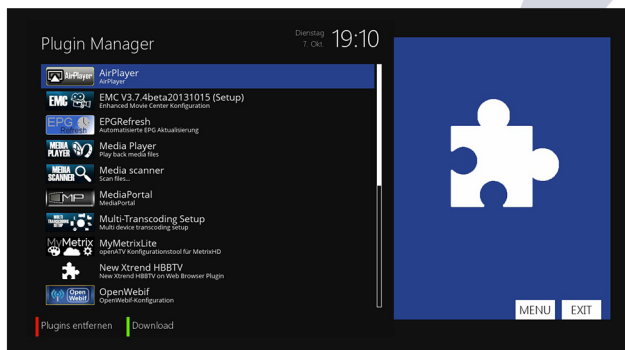 Plugin Manager
Dienstag
7. Okt.
19:10
AirPlayer
AirPlayer
AirPlayer
EMC
EMC V3.7.4beta20131015 (Setup)
Enhanced Movie Center Konfiguration
EPG
Refresh
EPGRefresh
Automatisierte EPG Aktualisierung
MEDIA
PLAYER
Media Player
Play back media files
MEDIA
SCANNER
Media scanner
Scan files...
MP
MediaPortal
MediaPortal
MULTI
TRANSCODING
SETUP
Multi-Transcoding Setup
Multi device transcoding setup
MyMetrix
MyMetrixLite
openATV Konfigurationstool für MetrixHD
New Xtrend HBBTV
New Xtrend HBBTV on Web Browser Plugin
Open
Webif
OpenWebif
OpenWebif-Konfiguration
MENU
EXIT
Plugins entfernen
Download